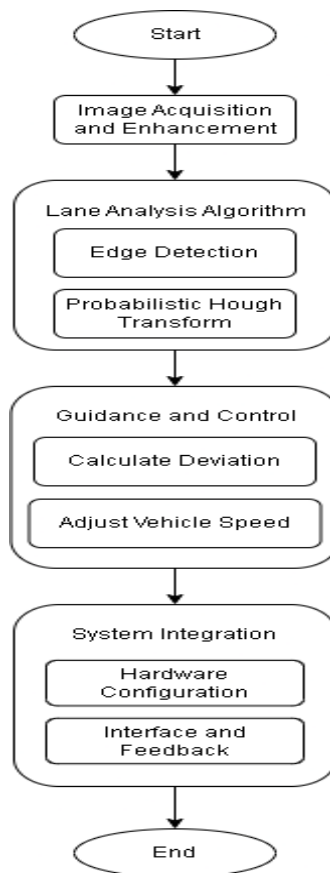 Start
Image Acquisition
and Enhancement
Lane Analysis Algorithm
Edge Detection
Probabilistic Hough
Transform
Guidance and Control
Calculate Deviation
Adjust Vehicle Speed
System Integration
Hardware
Configuration
Interface and
Feedback
End